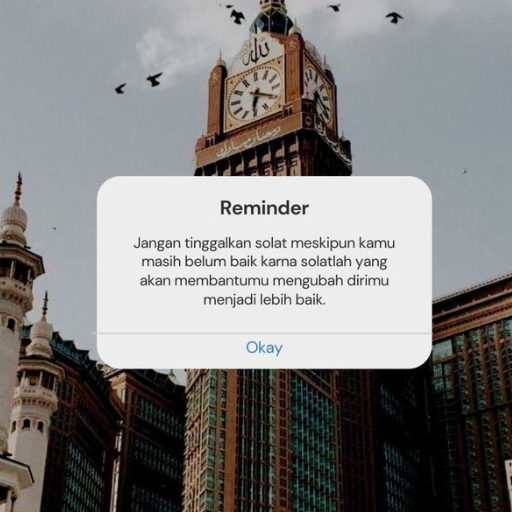 الله
رمضان مبارك
Reminder
Jangan tinggalkan solat meskipun kamu
masih belum baik karna solatlah yang
akan membantumu mengubah dirimu
menjadi lebih baik.
Okay